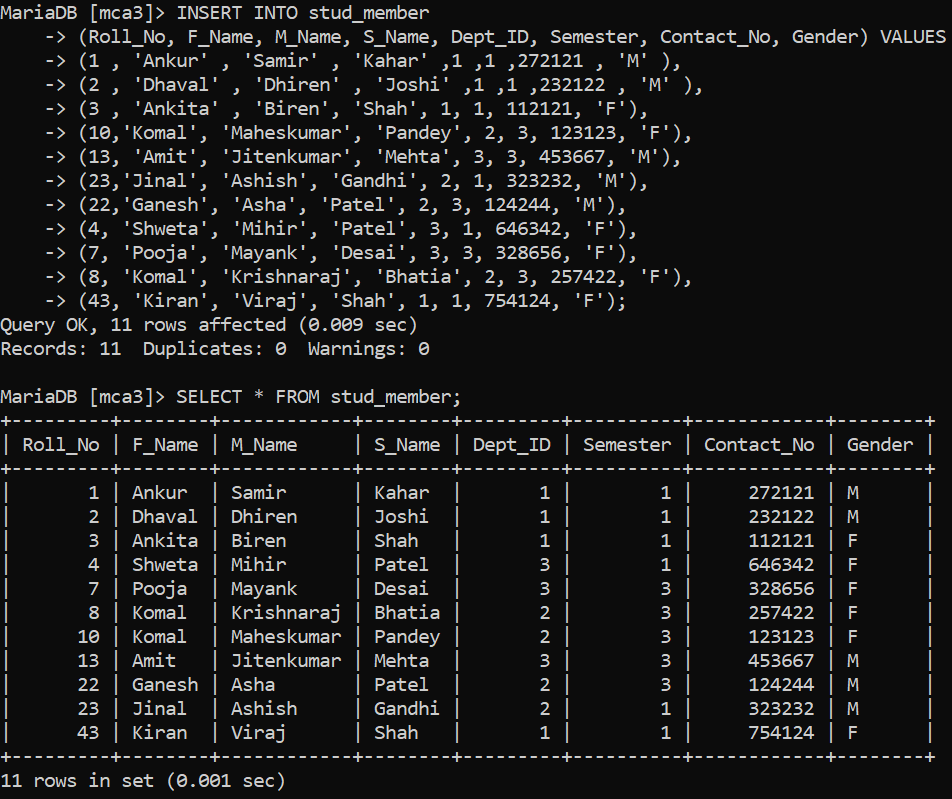 MariaDB [mca3]> INSERT INTO stud_member
    -> (Roll_No, F_Name, M_Name, S_Name, Dept_ID, Semester, Contact_No, Gender) VALUES
    -> (1 , 'Ankur' , 'Samir' , 'Kahar' ,1 ,1 ,272121 , 'M' ),
    -> (2 , 'Dhaval' , 'Dhiren' , 'Joshi' ,1 ,1 ,232122 , 'M' ),
    -> (3 , 'Ankita' , 'Biren', 'Shah', 1, 1, 112121, 'F'),
    -> (10,'Komal', 'Maheskumar', 'Pandey', 2, 3, 123123, 'F'),
    -> (13, 'Amit', 'Jitenkumar', 'Mehta', 3, 3, 453667, 'M'),
    -> (23,'Jinal', 'Ashish', 'Gandhi', 2, 1, 323232, 'M'),
    -> (22,'Ganesh', 'Asha', 'Patel', 2, 3, 124244, 'M'),
    -> (4, 'Shweta', 'Mihir', 'Patel', 3, 1, 646342, 'F'),
    -> (7, 'Pooja', 'Mayank', 'Desai', 3, 3, 328656, 'F'),
    -> (8, 'Komal', 'Krishnaraj', 'Bhatia', 2, 3, 257422, 'F'),
    -> (43, 'Kiran', 'Viraj', 'Shah', 1, 1, 754124, 'F');
Query OK, 11 rows affected (0.009 sec)
Records: 11  Duplicates: 0  Warnings: 0

MariaDB [mca3]> SELECT * FROM stud_member;
+---------+--------+------------+--------+---------+----------+------------+--------+
| Roll_No | F_Name | M_Name     | S_Name | Dept_ID | Semester | Contact_No | Gender |
+---------+--------+------------+--------+---------+----------+------------+--------+
|       1 | Ankur  | Samir      | Kahar  |       1 |        1 |     272121 | M      |
|       2 | Dhaval | Dhiren     | Joshi  |       1 |        1 |     232122 | M      |
|       3 | Ankita | Biren      | Shah   |       1 |        1 |     112121 | F      |
|       4 | Shweta | Mihir      | Patel  |       3 |        1 |     646342 | F      |
|       7 | Pooja  | Mayank     | Desai  |       3 |        3 |     328656 | F      |
|       8 | Komal  | Krishnaraj | Bhatia |       2 |        3 |     257422 | F      |
|      10 | Komal  | Maheskumar | Pandey |       2 |        3 |     123123 | F      |
|      13 | Amit   | Jitenkumar | Mehta  |       3 |        3 |     453667 | M      |
|      22 | Ganesh | Asha       | Patel  |       2 |        3 |     124244 | M      |
|      23 | Jinal  | Ashish     | Gandhi |       2 |        1 |     323232 | M      |
|      43 | Kiran  | Viraj      | Shah   |       1 |        1 |     754124 | F      |
+---------+--------+------------+--------+---------+----------+------------+--------+
11 rows in set (0.001 sec)